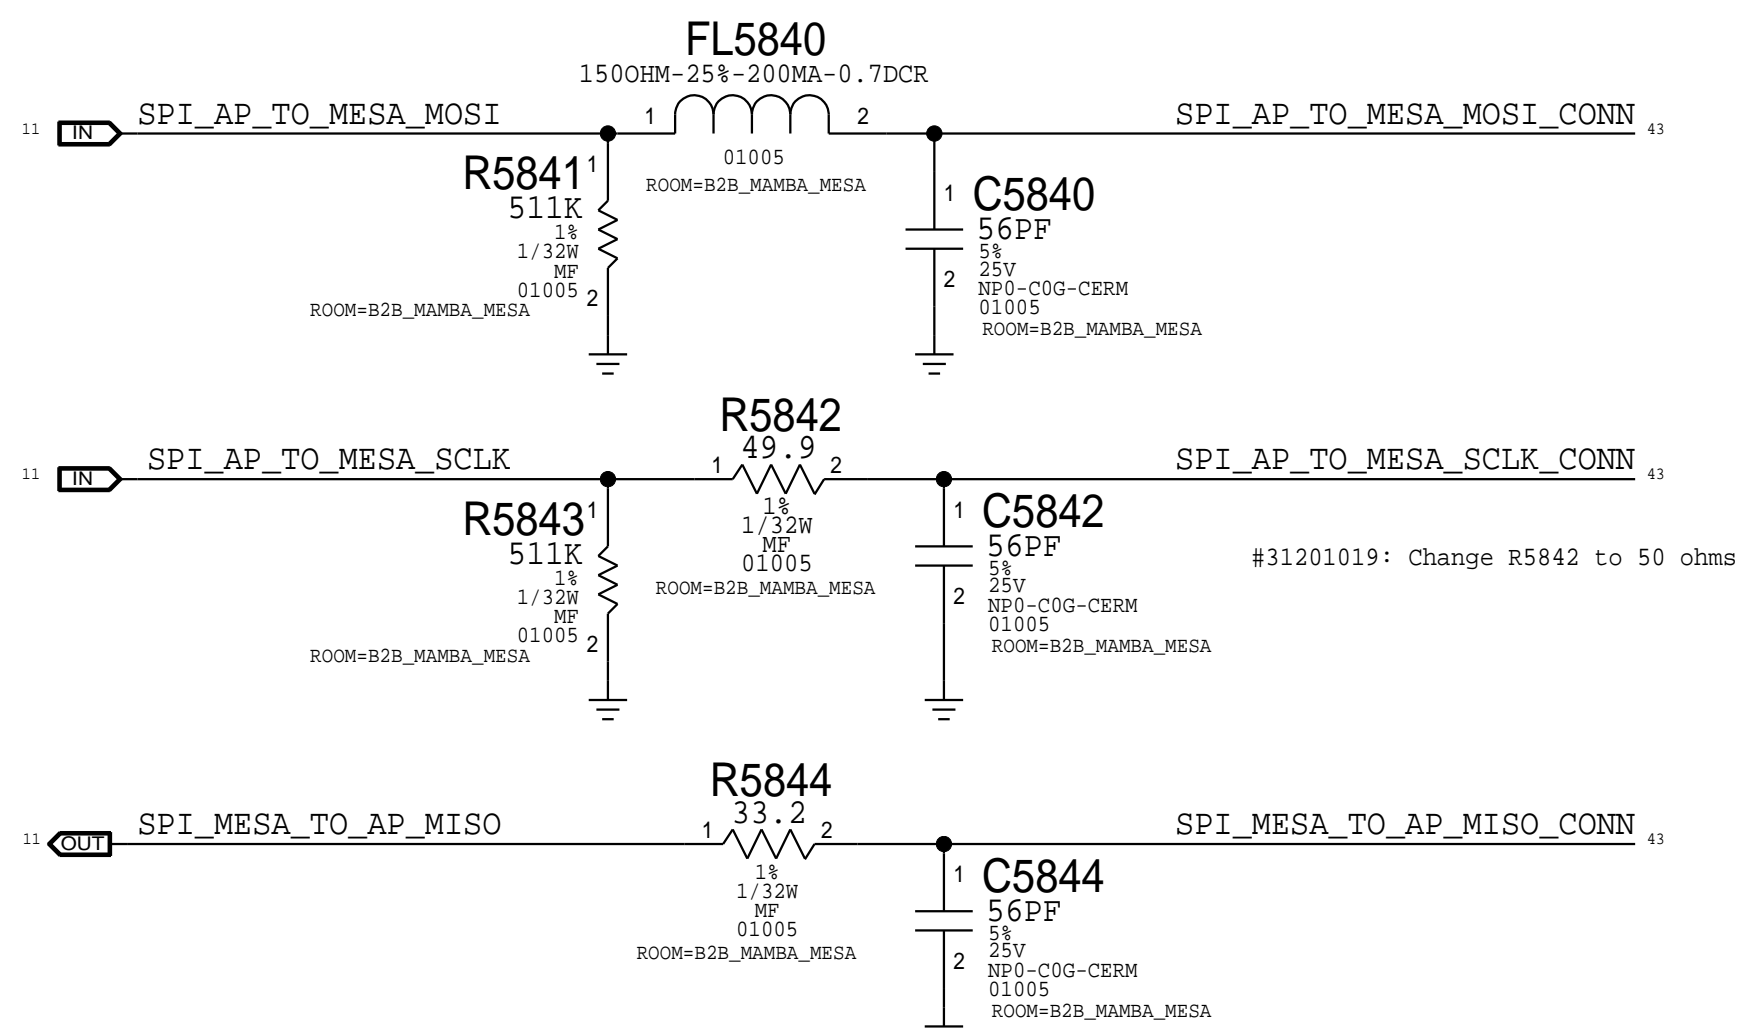 FL5840
150OHM-25%-200MA-0.7DCR
11 IN SPI_AP_TO_MESA_MOSI 1 2 SPI_AP_TO_MESA_MOSI_CONN 43
01005
ROOM=B2B_MAMBA_MESA
R5841 1
511K
1%
1/32W
MF
01005 2
ROOM=B2B_MAMBA_MESA
1 C5840
56PF
5%
2 25V
NP0-C0G-CERM
01005
ROOM=B2B_MAMBA_MESA
R5842
49.9
11 IN SPI_AP_TO_MESA_SCLK 1 2 SPI_AP_TO_MESA_SCLK_CONN 43
1%
1/32W
MF
01005
ROOM=B2B_MAMBA_MESA
R5843 1
511K
1%
1/32W
MF
01005 2
ROOM=B2B_MAMBA_MESA
1 C5842
56PF
5%
25V
2 NP0-C0G-CERM
01005
ROOM=B2B_MAMBA_MESA
#31201019: Change R5842 to 50 ohms
R5844
33.2
11 OUT SPI_MESA_TO_AP_MISO 1 2 SPI_MESA_TO_AP_MISO_CONN 43
1%
1/32W
MF
01005
ROOM=B2B_MAMBA_MESA
1 C5844
56PF
5%
25V
2 NP0-C0G-CERM
01005
ROOM=B2B_MAMBA_MESA